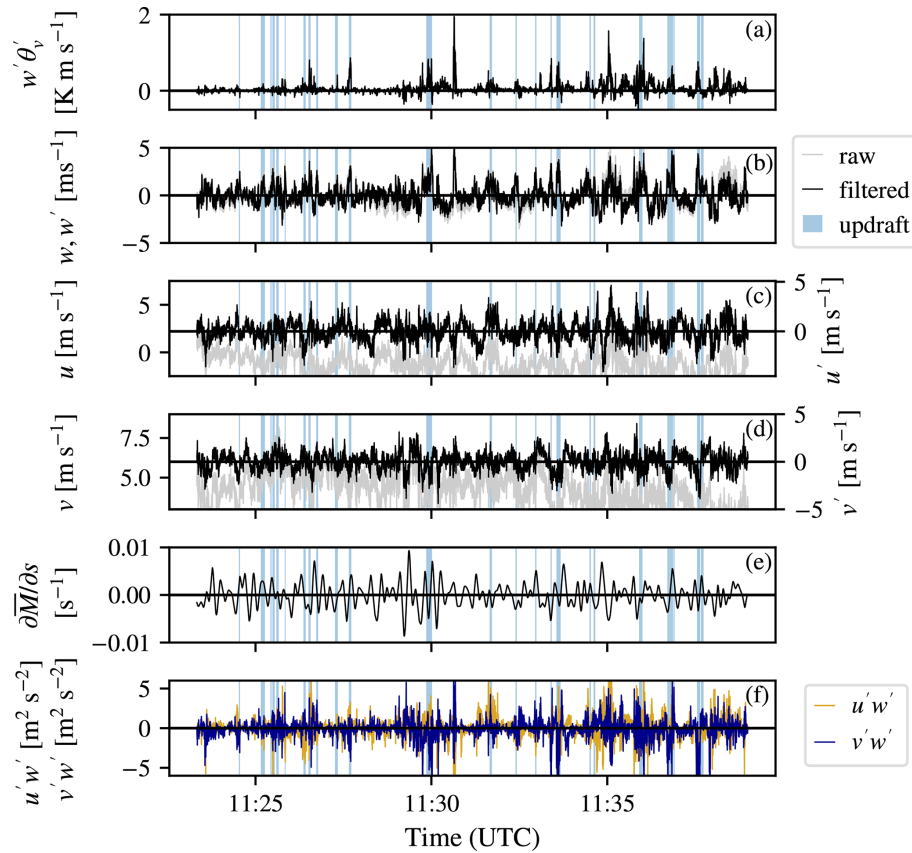 2
(a)
w′θ′ᵥ
[K m s⁻¹]
0
5
(b)
w, w′ [ms⁻¹]
0
−5
raw
filtered
updraft
5
(c)
5
u [m s⁻¹]
0
0
u′ [m s⁻¹]
5
(d)
7.5
v [m s⁻¹]
5.0
0
−5
v′ [m s⁻¹]
0.01
(e)
∂M̅/∂s
[s⁻¹]
0.00
−0.01
5
(f)
u′w′ [m² s⁻²]
v′w′ [m² s⁻²]
0
−5
u′w′
v′w′
11:25 11:30 11:35
Time (UTC)